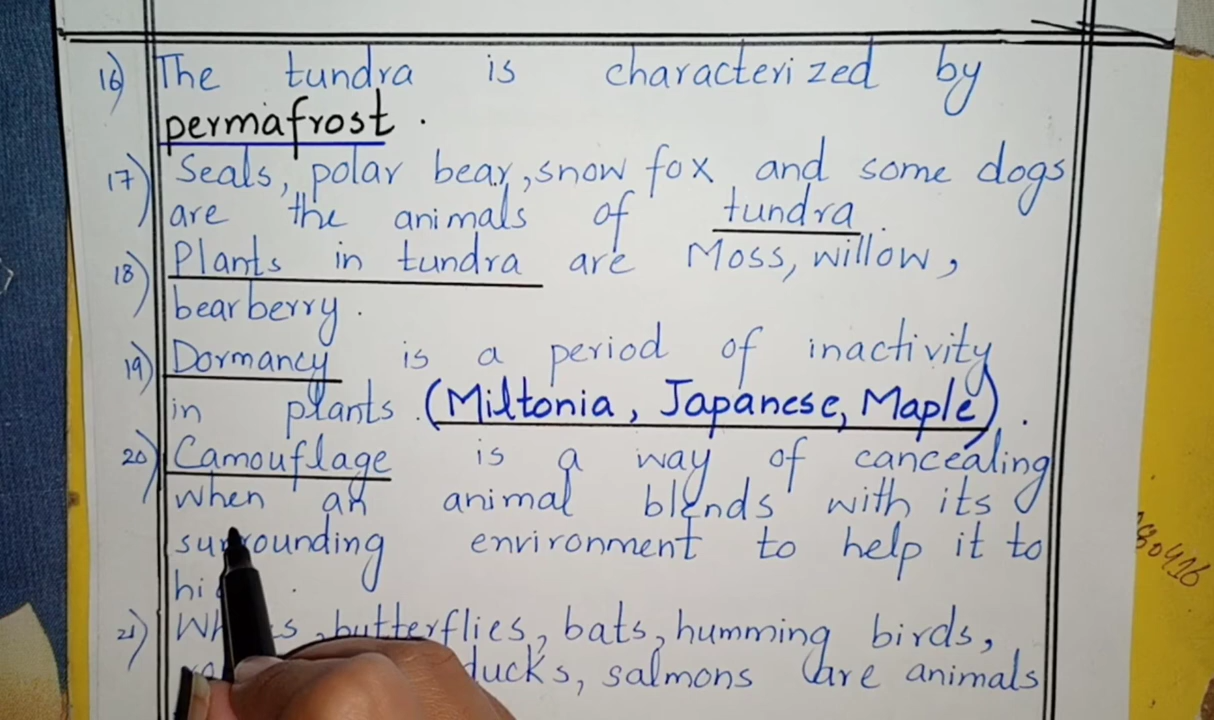 16) The tundra is characterized by
permafrost.
17) Seals, polar bear, snow fox and some dogs
are the animals of tundra.
18) Plants in tundra are Moss, willow,
bearberry.
19) Dormancy is a period of inactivity
in plants. (Miltonia, Japanese, Maple).
20) Camouflage is a way of cancealing
when an animal blends with its
surrounding environment to help it to
21) butterflies, bats, humming birds,
ducks, salmons are animals